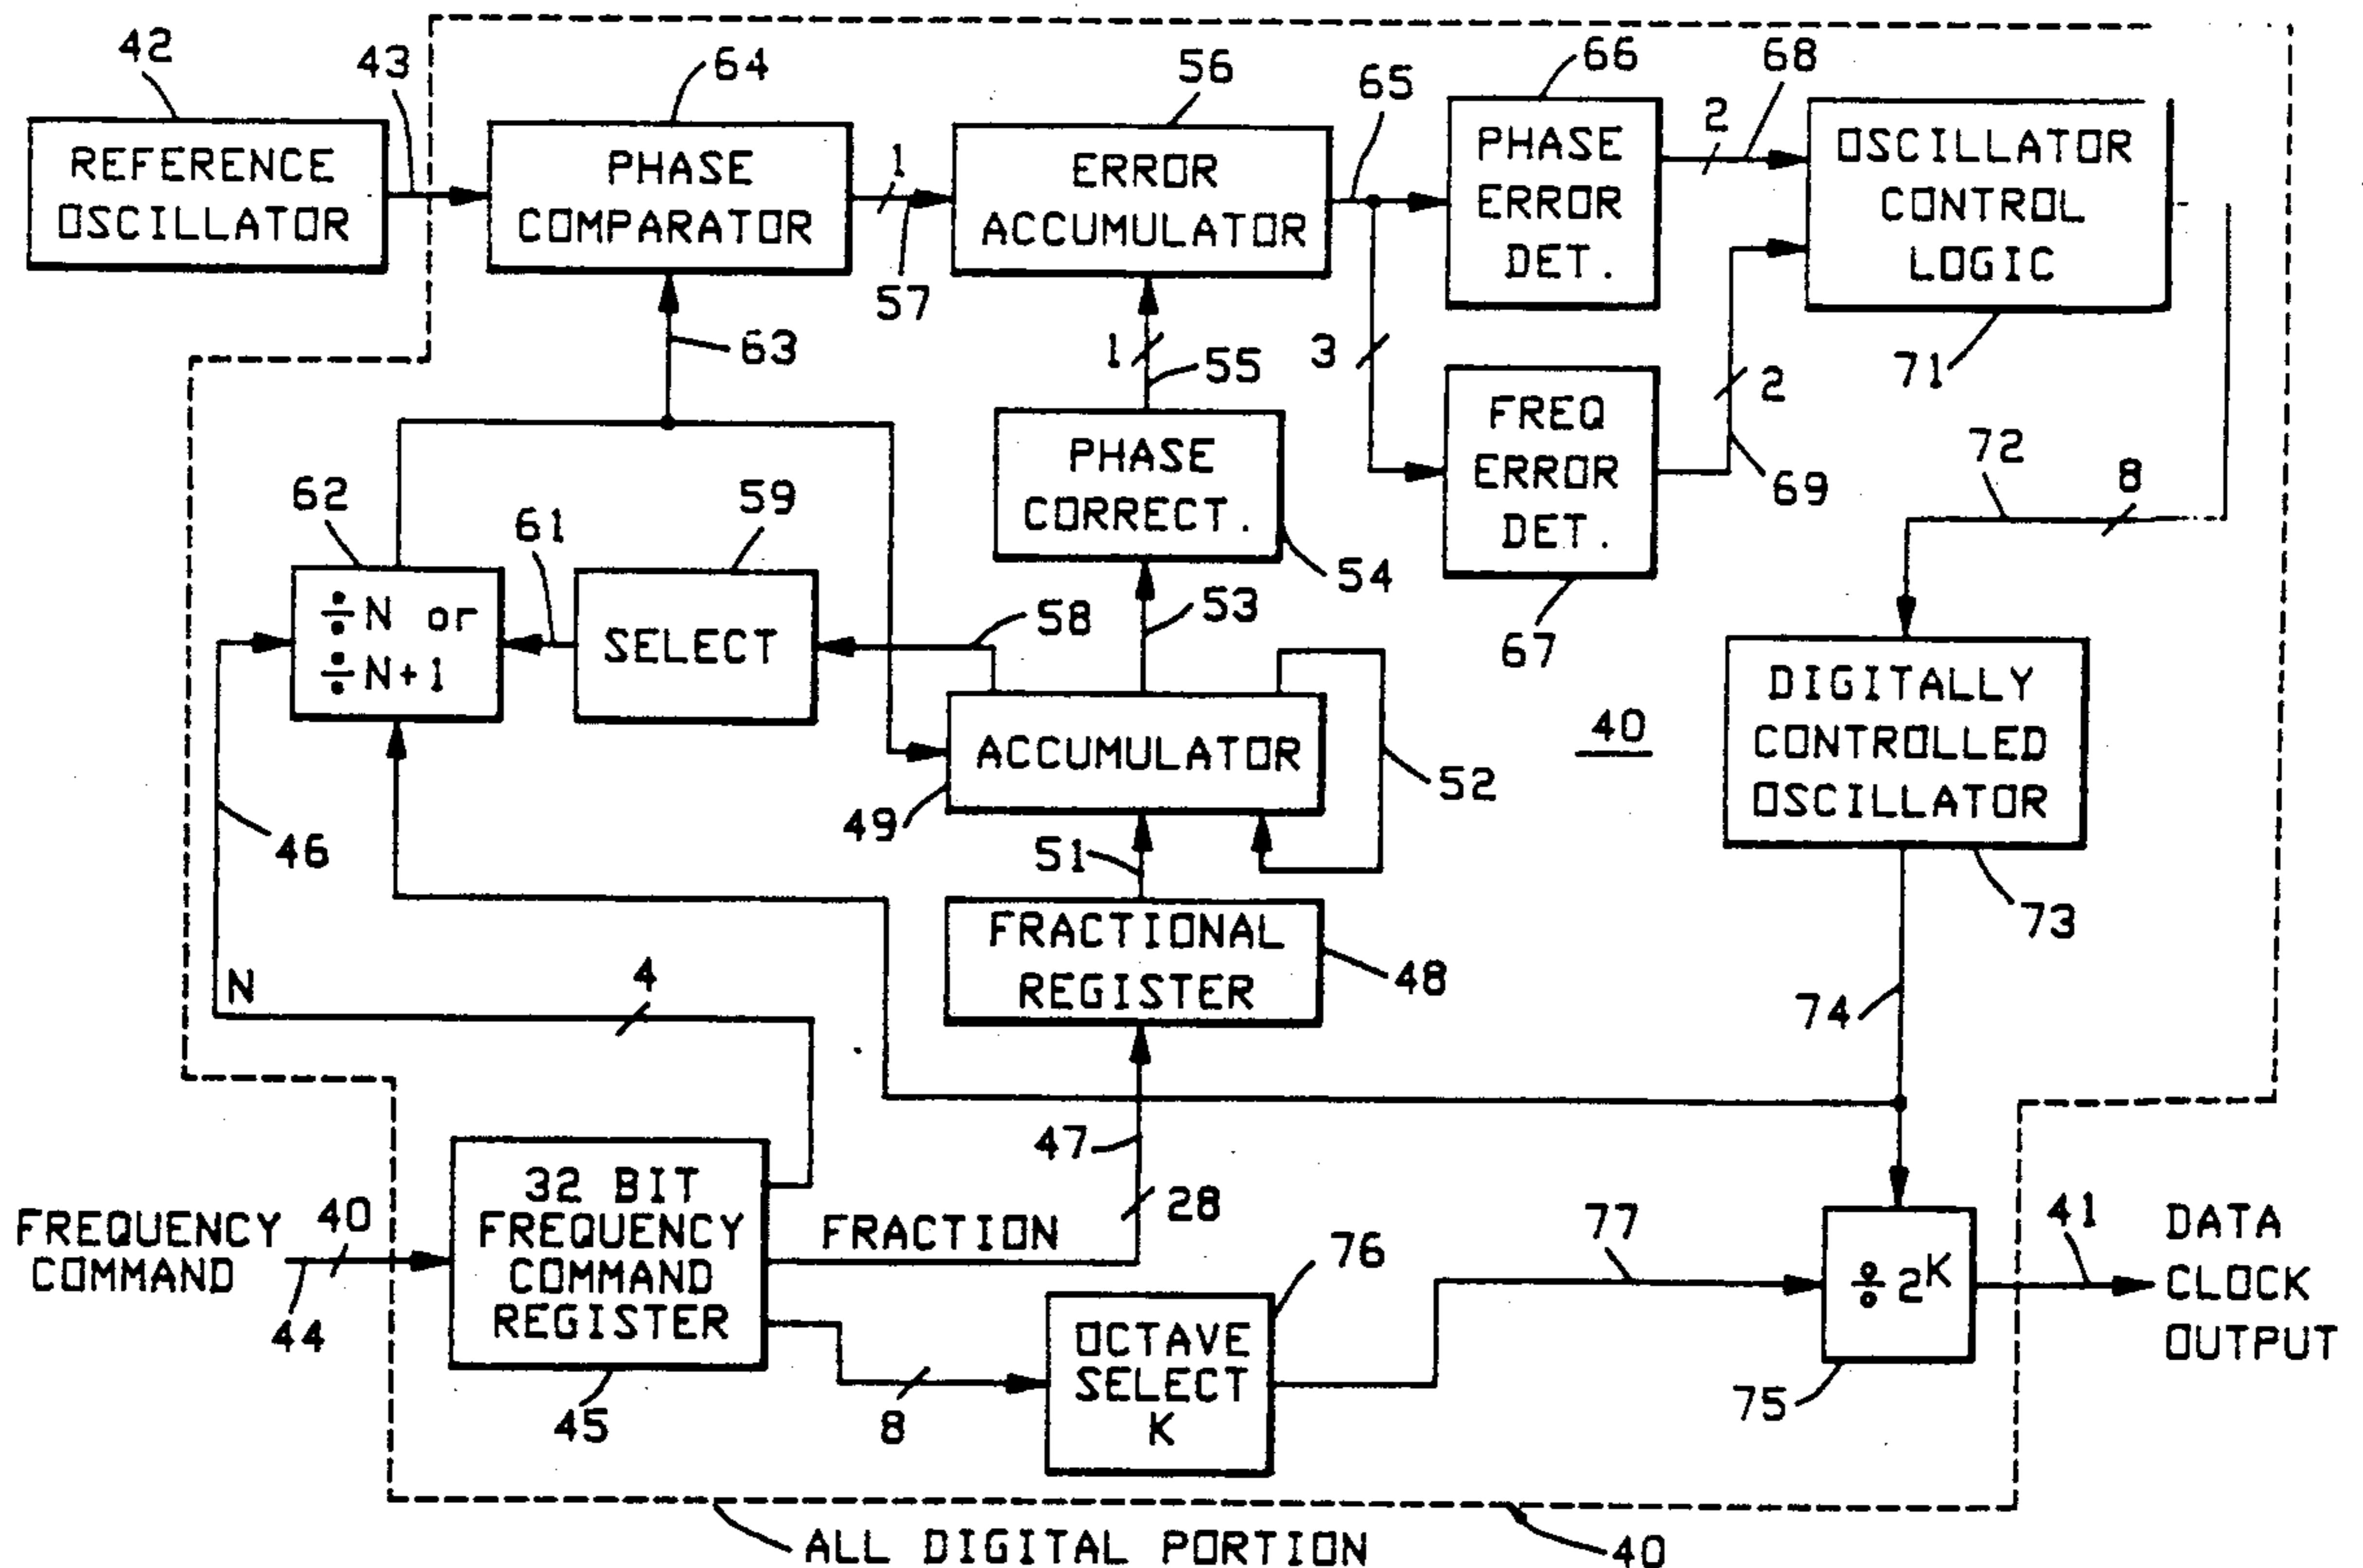 42
43
64
56
65
66
68
REFERENCE
OSCILLATOR
PHASE
COMPARATOR
1
57
ERROR
ACCUMULATOR
PHASE
ERROR
DET.
2
OSCILLATOR
CONTROL
LOGIC
71
63
1
55
3
FREQ
ERROR
DET.
67
2
69
72
8
PHASE
CORRECT.
54
53
62
÷N or
÷N+1
61
59
SELECT
58
ACCUMULATOR
49
52
40
DIGITALLY
CONTROLLED
OSCILLATOR
73
46
51
FRACTIONAL
REGISTER
48
74
N
4
47
28
FREQUENCY
COMMAND
40
44
32 BIT
FREQUENCY
COMMAND
REGISTER
45
FRACTION
8
OCTAVE
SELECT
K
76
77
÷2K
75
41
DATA
CLOCK
OUTPUT
ALL DIGITAL PORTION
40